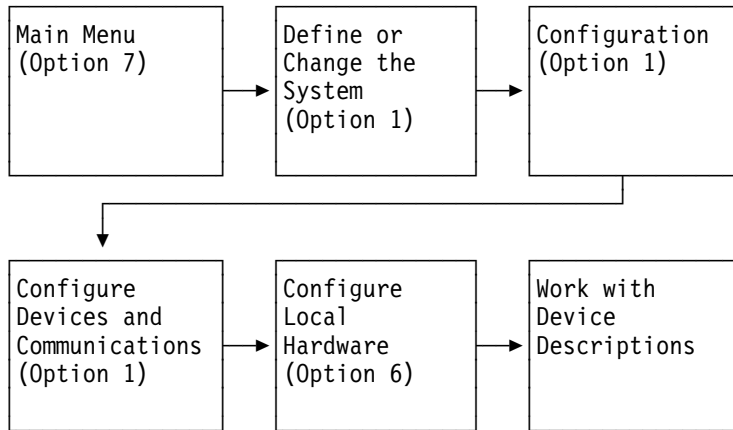 Main Menu
(Option 7)
Define or
Change the
System
(Option 1)
Configuration
(Option 1)
Configure
Devices and
Communications
(Option 1)
Configure
Local
Hardware
(Option 6)
Work with
Device
Descriptions